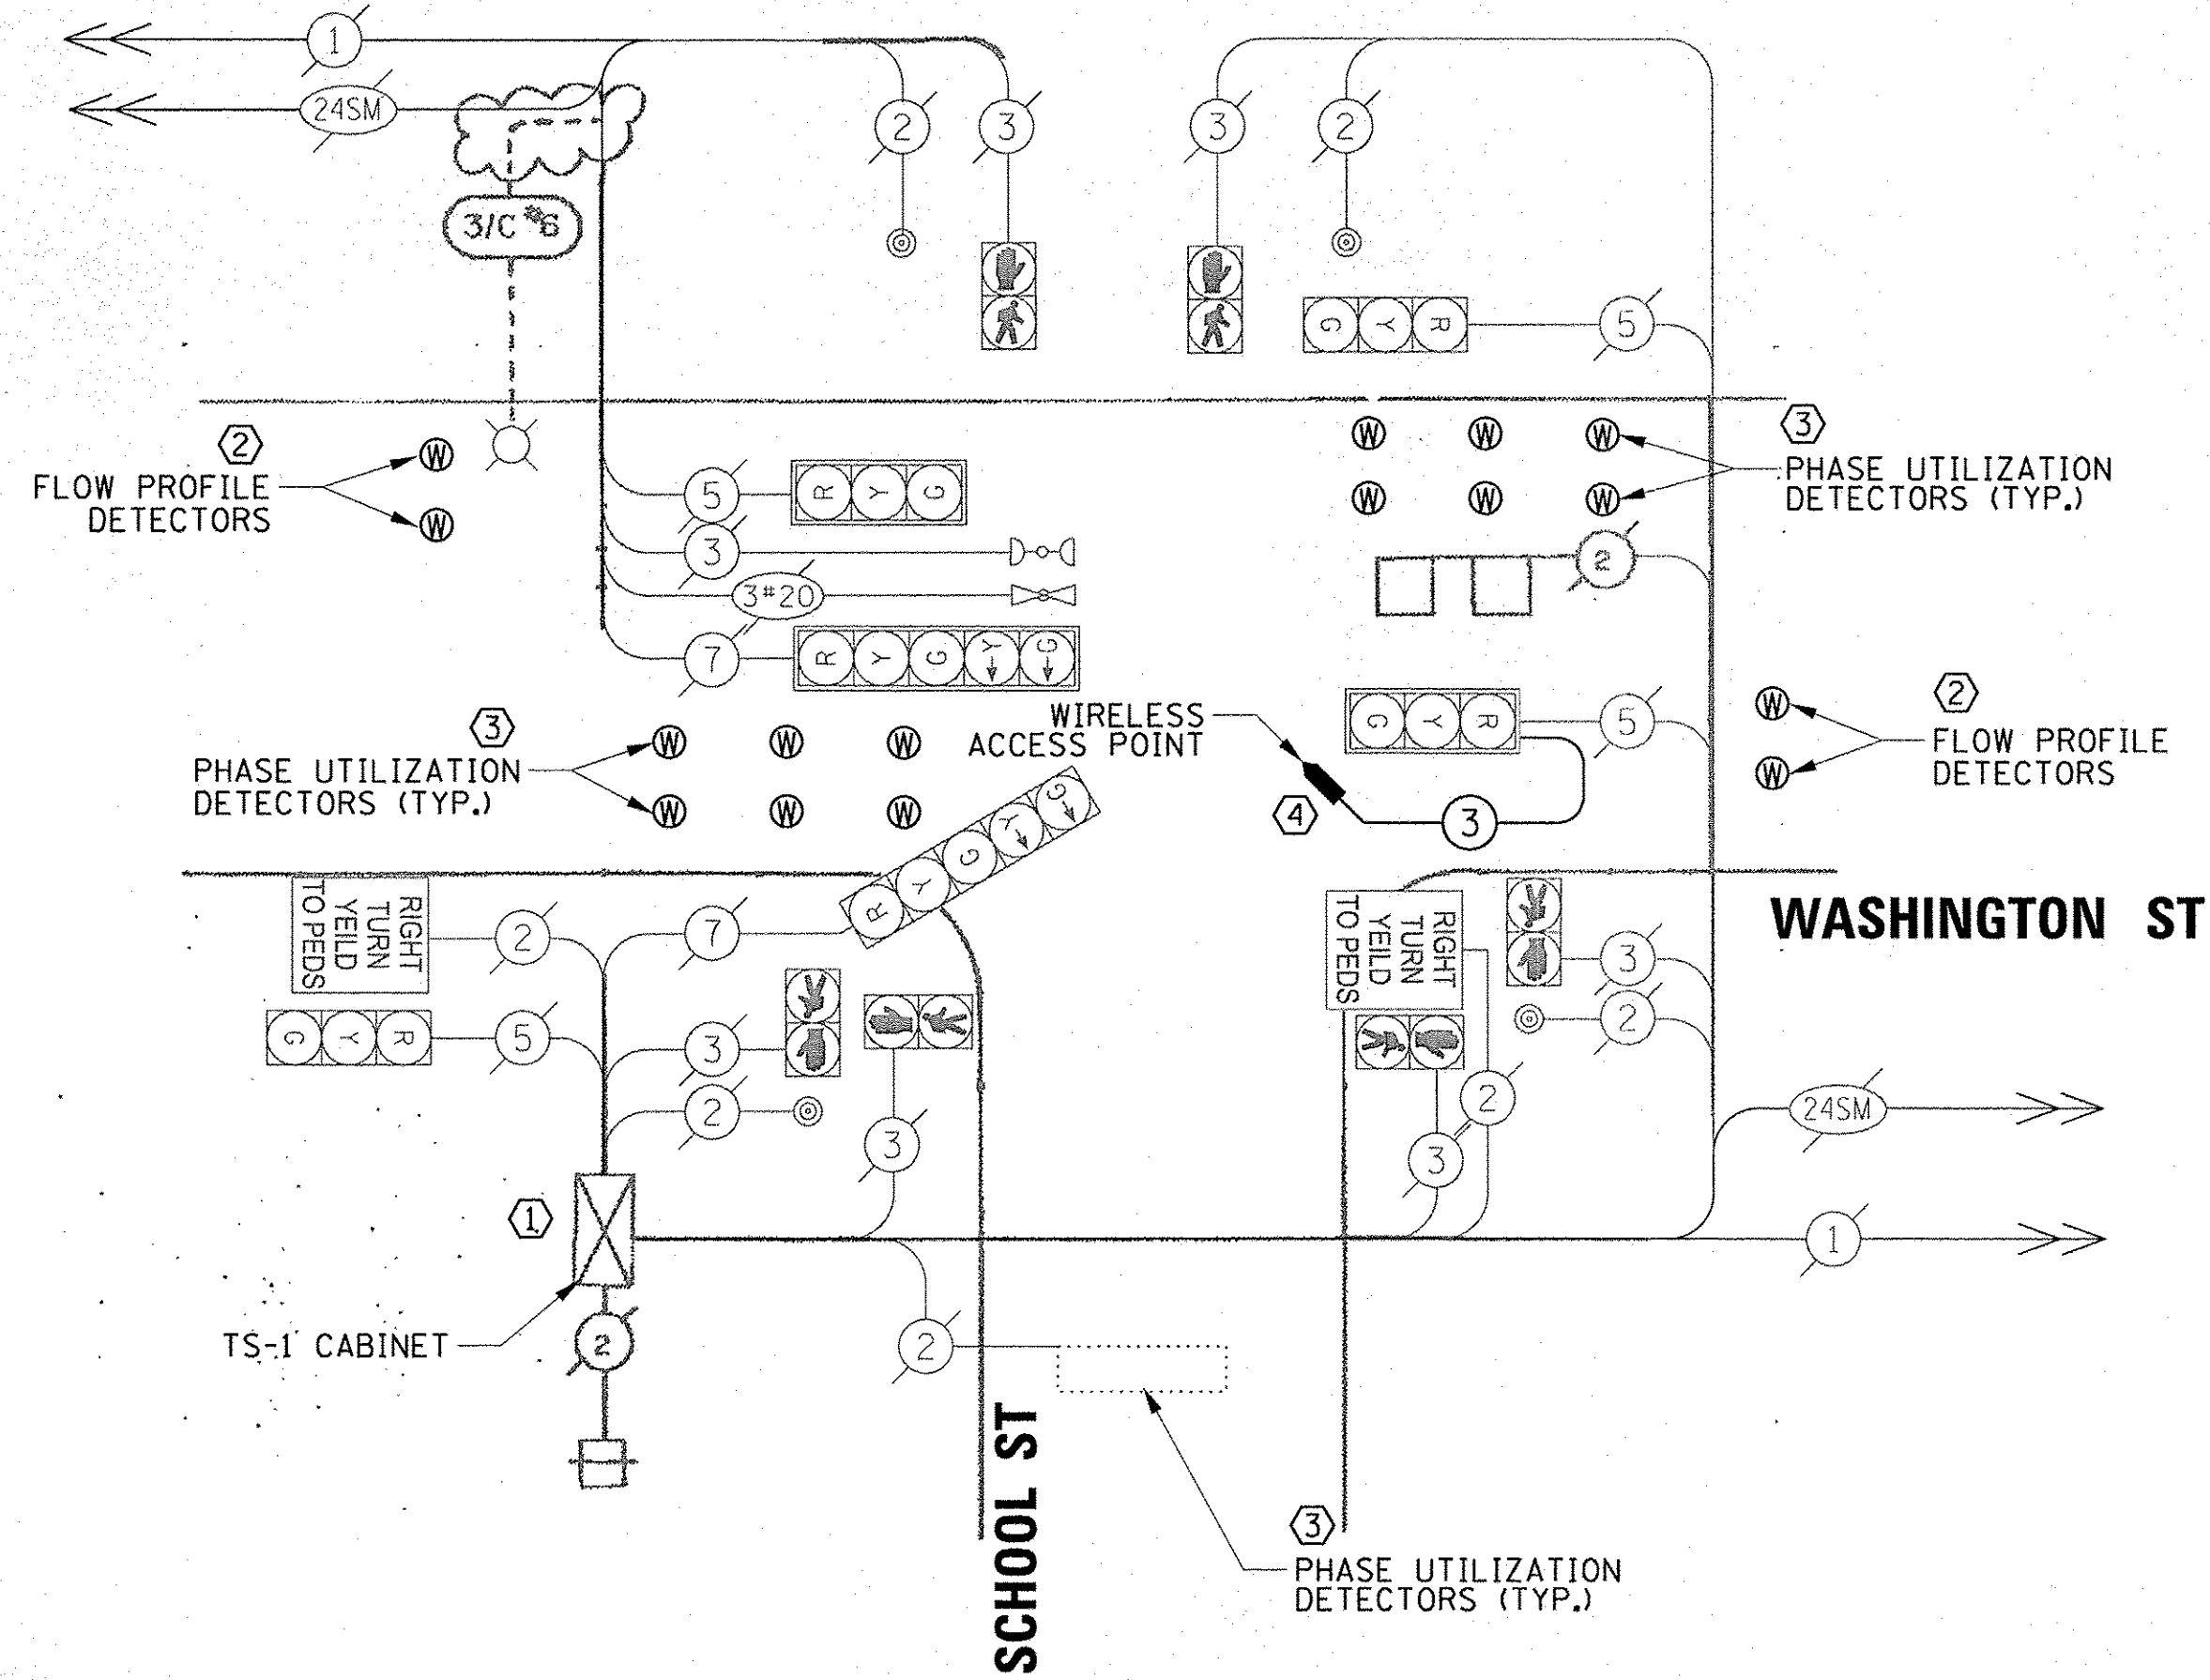 1
24SM
2
3
3
2
3/C #6
G Y R
5
2
FLOW PROFILE
DETECTORS
W
W
5
R Y G
3
3#20
7
R Y G Y G
W W W
W W W
3
PHASE UTILIZATION
DETECTORS (TYP.)
2
3
PHASE UTILIZATION
DETECTORS (TYP.)
W W W
W W W
WIRELESS
ACCESS POINT
4
3
G Y R
5
W
W
2
FLOW PROFILE
DETECTORS
RIGHT
TURN
YEILD
TO PEDS
2
7
R Y G Y G
G Y R
5
3
2
3
RIGHT
TURN
YEILD
TO PEDS
3
2
2
3
WASHINGTON ST
24SM
1
1
TS-1 CABINET
2
2
SCHOOL ST
3
PHASE UTILIZATION
DETECTORS (TYP.)